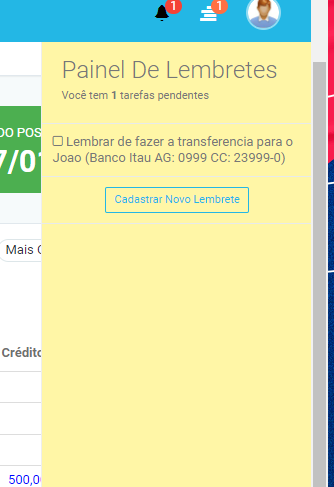 1
1
Painel De Lembretes
Você tem 1 tarefas pendentes
DO POS
7/01
Lembrar de fazer a transferencia para o
Joao (Banco Itau AG: 0999 CC: 23999-0)
Cadastrar Novo Lembrete
Mais
Crédito
500,0